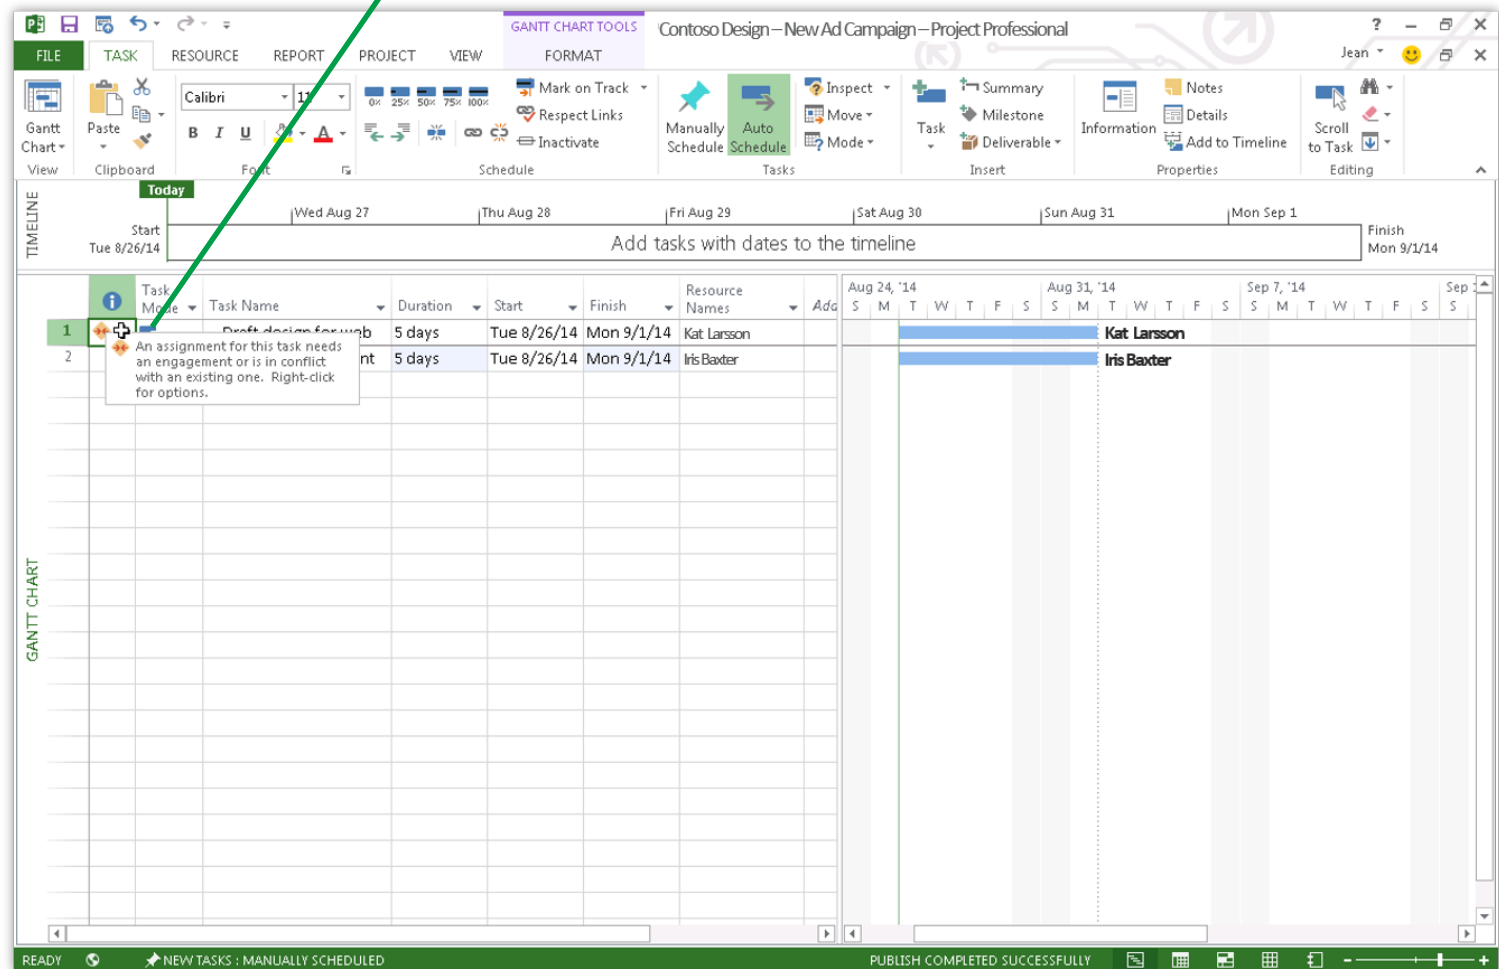 GANTT CHART TOOLS
Contoso Design – New Ad Campaign – Project Professional
?
FILE
TASK
RESOURCE
REPORT
PROJECT
VIEW
FORMAT
Jean
Gantt
Chart
View
Paste
Clipboard
Calibri
11
B I U
A
Font
0% 25% 50% 75% 100%
Mark on Track
Respect Links
Inactivate
Schedule
Manually
Schedule
Auto
Schedule
Inspect
Move
Mode
Tasks
Task
Summary
Milestone
Deliverable
Insert
Information
Notes
Details
Add to Timeline
Properties
Scroll
to Task
Editing
TIMELINE
Today
Start
Tue 8/26/14
Wed Aug 27
Thu Aug 28
Fri Aug 29
Sat Aug 30
Sun Aug 31
Mon Sep 1
Add tasks with dates to the timeline
Finish
Mon 9/1/14
GANTT CHART
Task
Mode
Task Name
Duration
Start
Finish
Resource
Names
Add
1 Draft design for web 5 days Tue 8/26/14 Mon 9/1/14 Kat Larsson
2 nt 5 days Tue 8/26/14 Mon 9/1/14 Iris Baxter
An assignment for this task needs
an engagement or is in conflict
with an existing one. Right-click
for options.
Aug 24, '14
Aug 31, '14
Sep 7, '14
Sep
S M T W T F S S M T W T F S S M T W T F S S
Kat Larsson
Iris Baxter
READY
NEW TASKS : MANUALLY SCHEDULED
PUBLISH COMPLETED SUCCESSFULLY